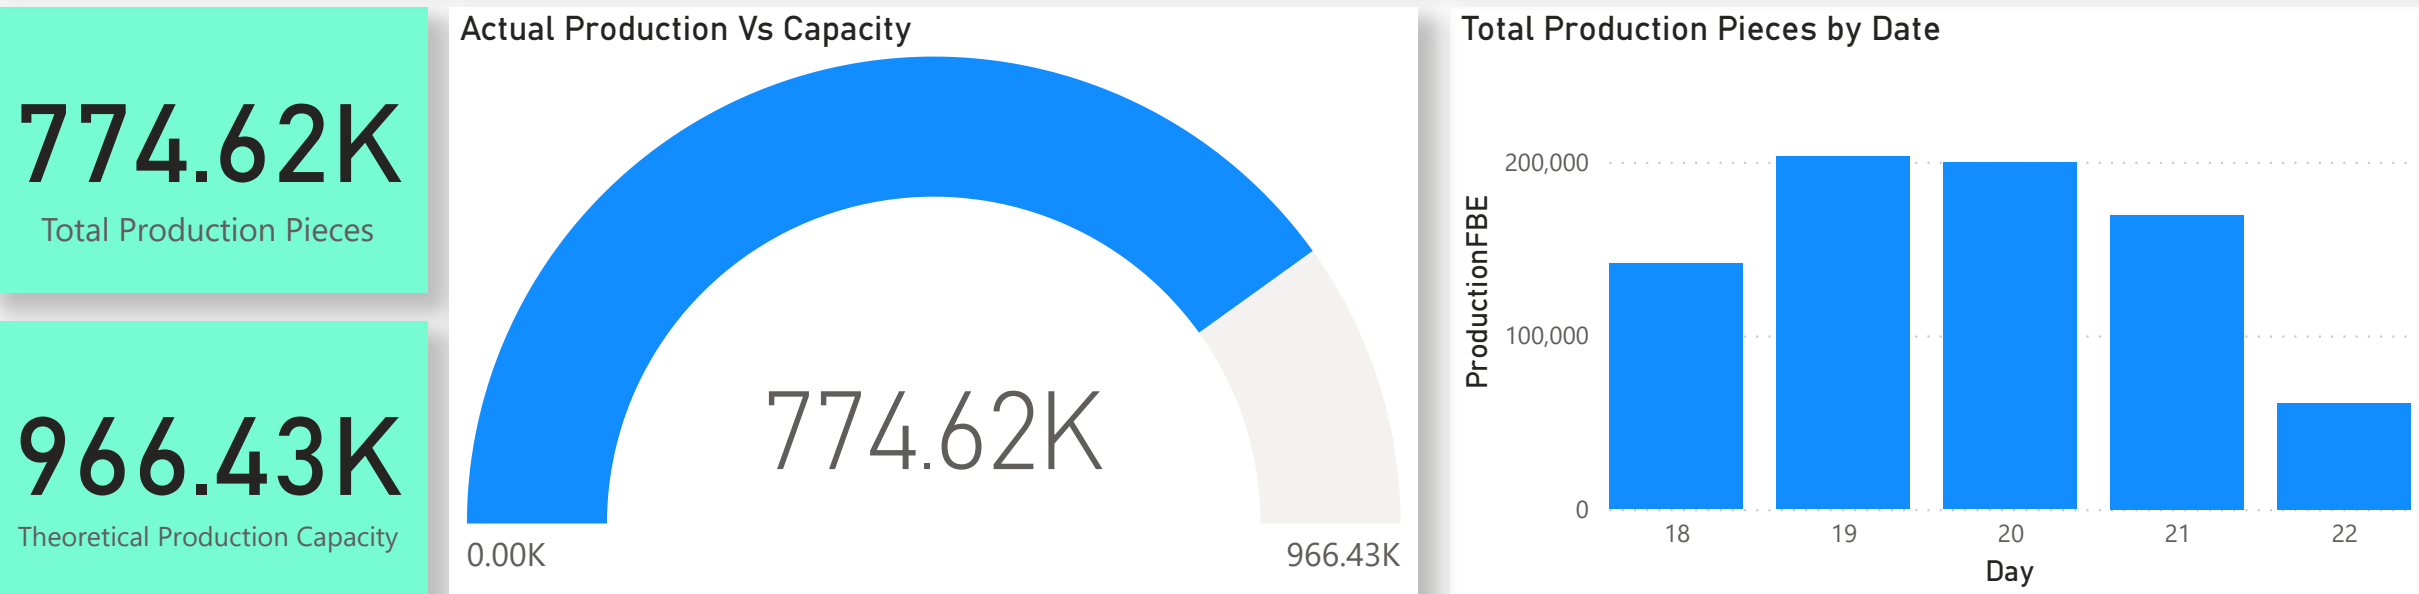 774.62K
Total Production Pieces
966.43K
Theoretical Production Capacity
Actual Production Vs Capacity
774.62K
0.00K
966.43K
Total Production Pieces by Date
ProductionFBE
200,000
100,000
0
18
19
20
21
22
Day